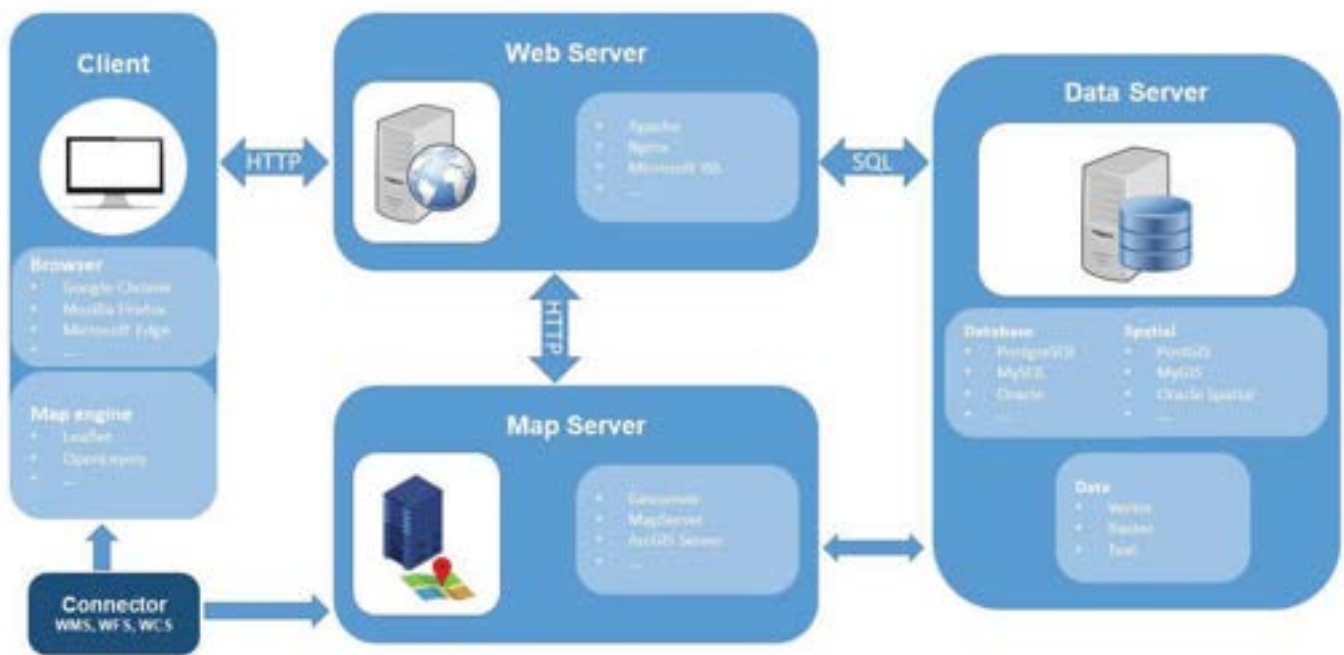 Client
Browser
Google Chrome
Mozilla Firefox
Microsoft Edge
...
Map engine
Leaflet
OpenLayers
...
Connector
WMS, WFS, WCS
HTTP
Web Server
Apache
Nginx
Microsoft IIS
...
HTTP
Map Server
Geoserver
MapServer
ArcGIS Server
...
SQL
Data Server
Database
PostgreSQL
MySQL
Oracle
...
Spatial
PostGIS
MyGIS
Oracle Spatial
...
Data
Vector
Raster
Text